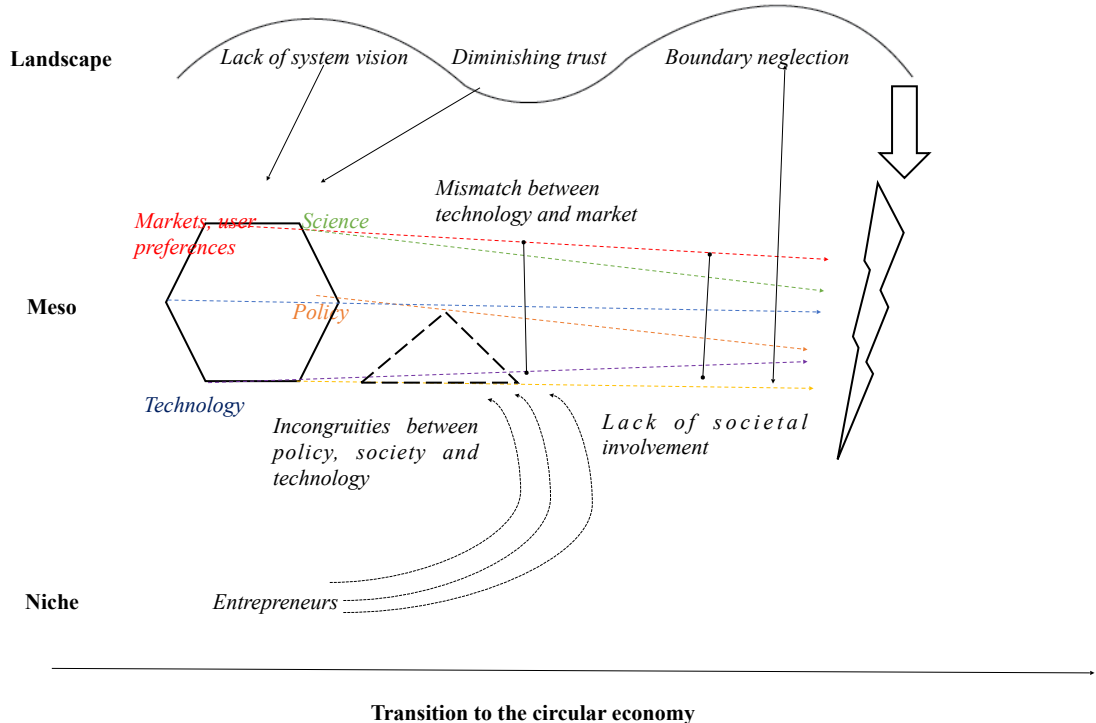 Landscape
Lack of system vision
Diminishing trust
Boundary neglection
Mismatch between
technology and market
Markets, user
preferences
Science
Meso
Policy
Technology
Incongruities between
policy, society and
technology
Lack of societal
involvement
Niche
Entrepreneurs
Transition to the circular economy